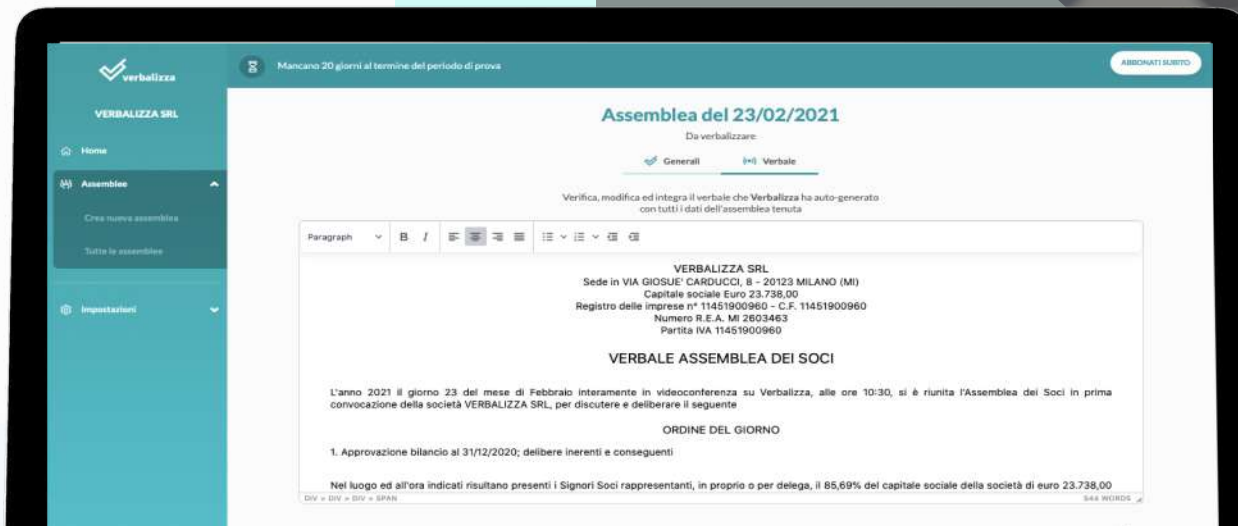 verbalizza
Mancano 20 giorni al termine del periodo di prova
ABBONATI SUBITO
VERBALIZZA SRL
Home
Assemblee
Crea nuova assemblea
Tutte le assemblee
Impostazioni
Assemblea del 23/02/2021
Da verbalizzare
Generali
Verbale
Verifica, modifica ed integra il verbale che Verbalizza ha auto-generato
con tutti i dati dell'assemblea tenuta
Paragraph
B I
VERBALIZZA SRL
Sede in VIA GIOSUE' CARDUCCI, 8 - 20123 MILANO (MI)
Capitale sociale Euro 23.738,00
Registro delle imprese n° 11451900960 - C.F. 11451900960
Numero R.E.A. MI 2603463
Partita IVA 11451900960
VERBALE ASSEMBLEA DEI SOCI
L'anno 2021 il giorno 23 del mese di Febbraio interamente in videoconferenza su Verbalizza, alle ore 10:30, si è riunita l'Assemblea dei Soci in prima
convocazione della società VERBALIZZA SRL, per discutere e deliberare il seguente
ORDINE DEL GIORNO
1. Approvazione bilancio al 31/12/2020; delibere inerenti e conseguenti
Nel luogo ed all'ora indicati risultano presenti i Signori Soci rappresentanti, in proprio o per delega, il 85,69% del capitale sociale della società di euro 23.738,00
DIV » DIV » DIV » SPAN
544 WORDS